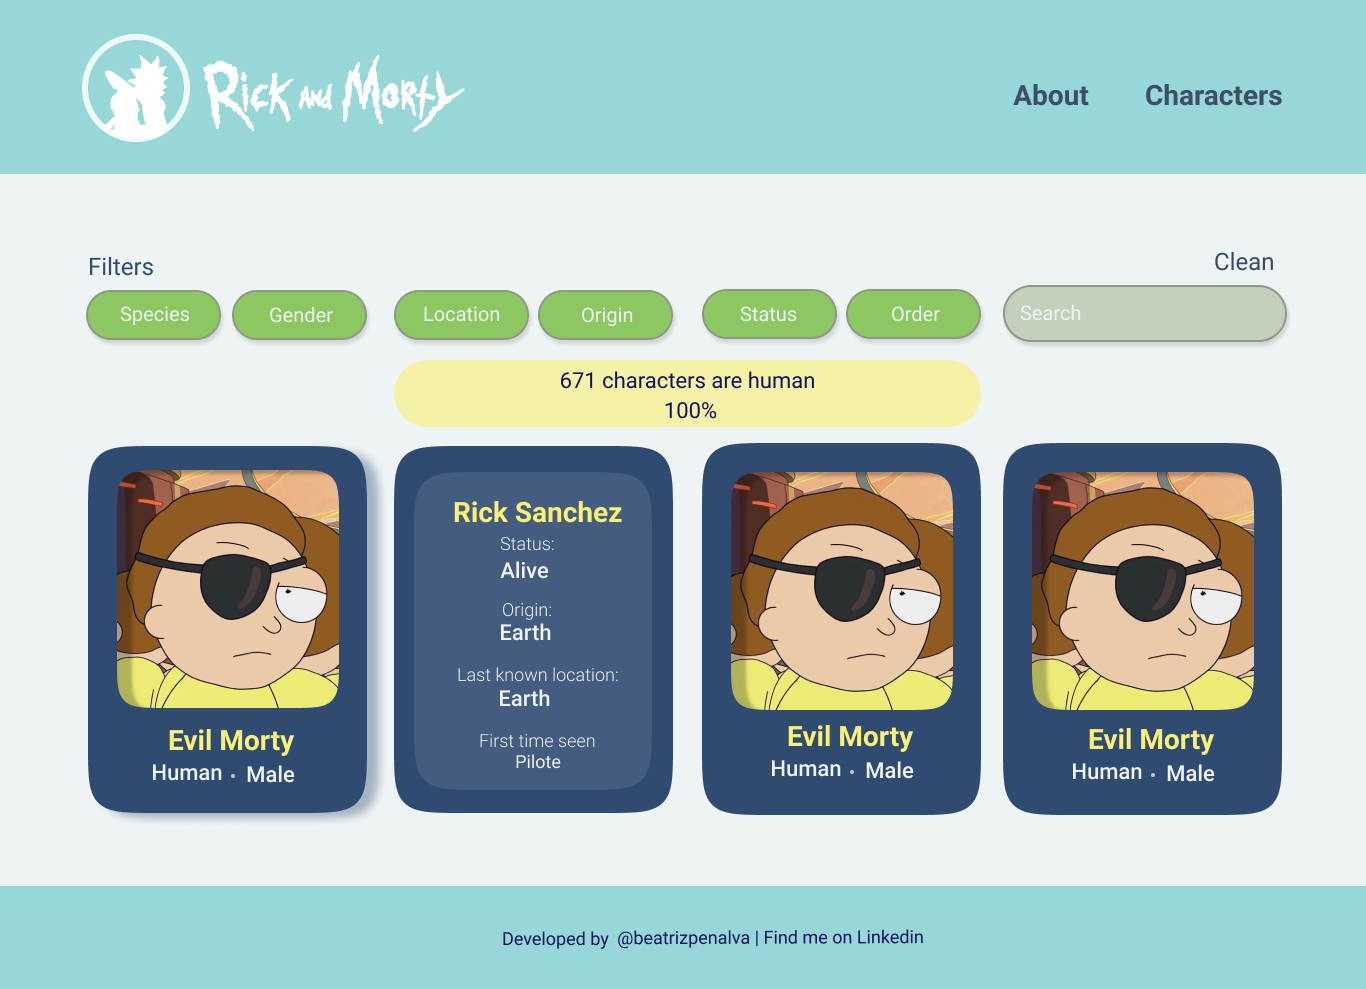 Rick and Morty
About
Characters
Filters
Clean
Species
Gender
Location
Origin
Status
Order
Search
671 characters are human
100%
Evil Morty
Human • Male
Rick Sanchez
Status:
Alive
Origin:
Earth
Last known location:
Earth
First time seen
Pilote
Evil Morty
Human • Male
Evil Morty
Human • Male
Developed by @beatrizpenalva | Find me on Linkedin